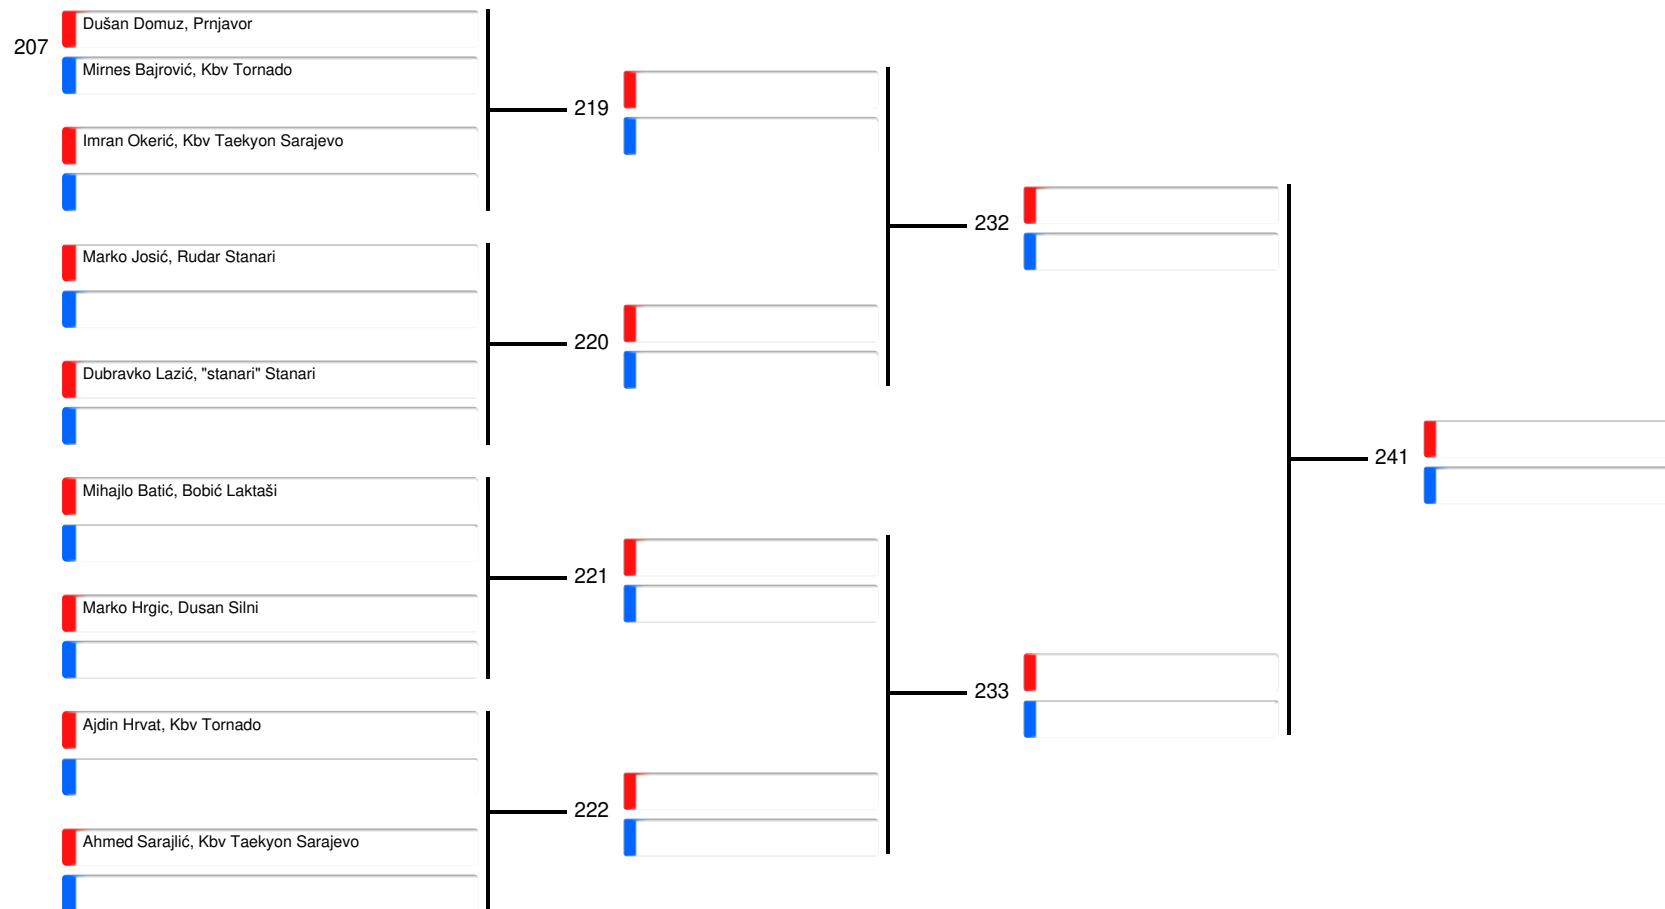 207
Dušan Domuz, Prnjavor
Mirnes Bajrović, Kbv Tornado
219
Imran Okerić, Kbv Taekyon Sarajevo
232
Marko Josić, Rudar Stanari
220
Dubravko Lazić, "stanari" Stanari
241
Mihajlo Batić, Bobić Laktaši
221
Marko Hrgic, Dusan Silni
233
Ajdin Hrvat, Kbv Tornado
222
Ahmed Sarajlić, Kbv Taekyon Sarajevo